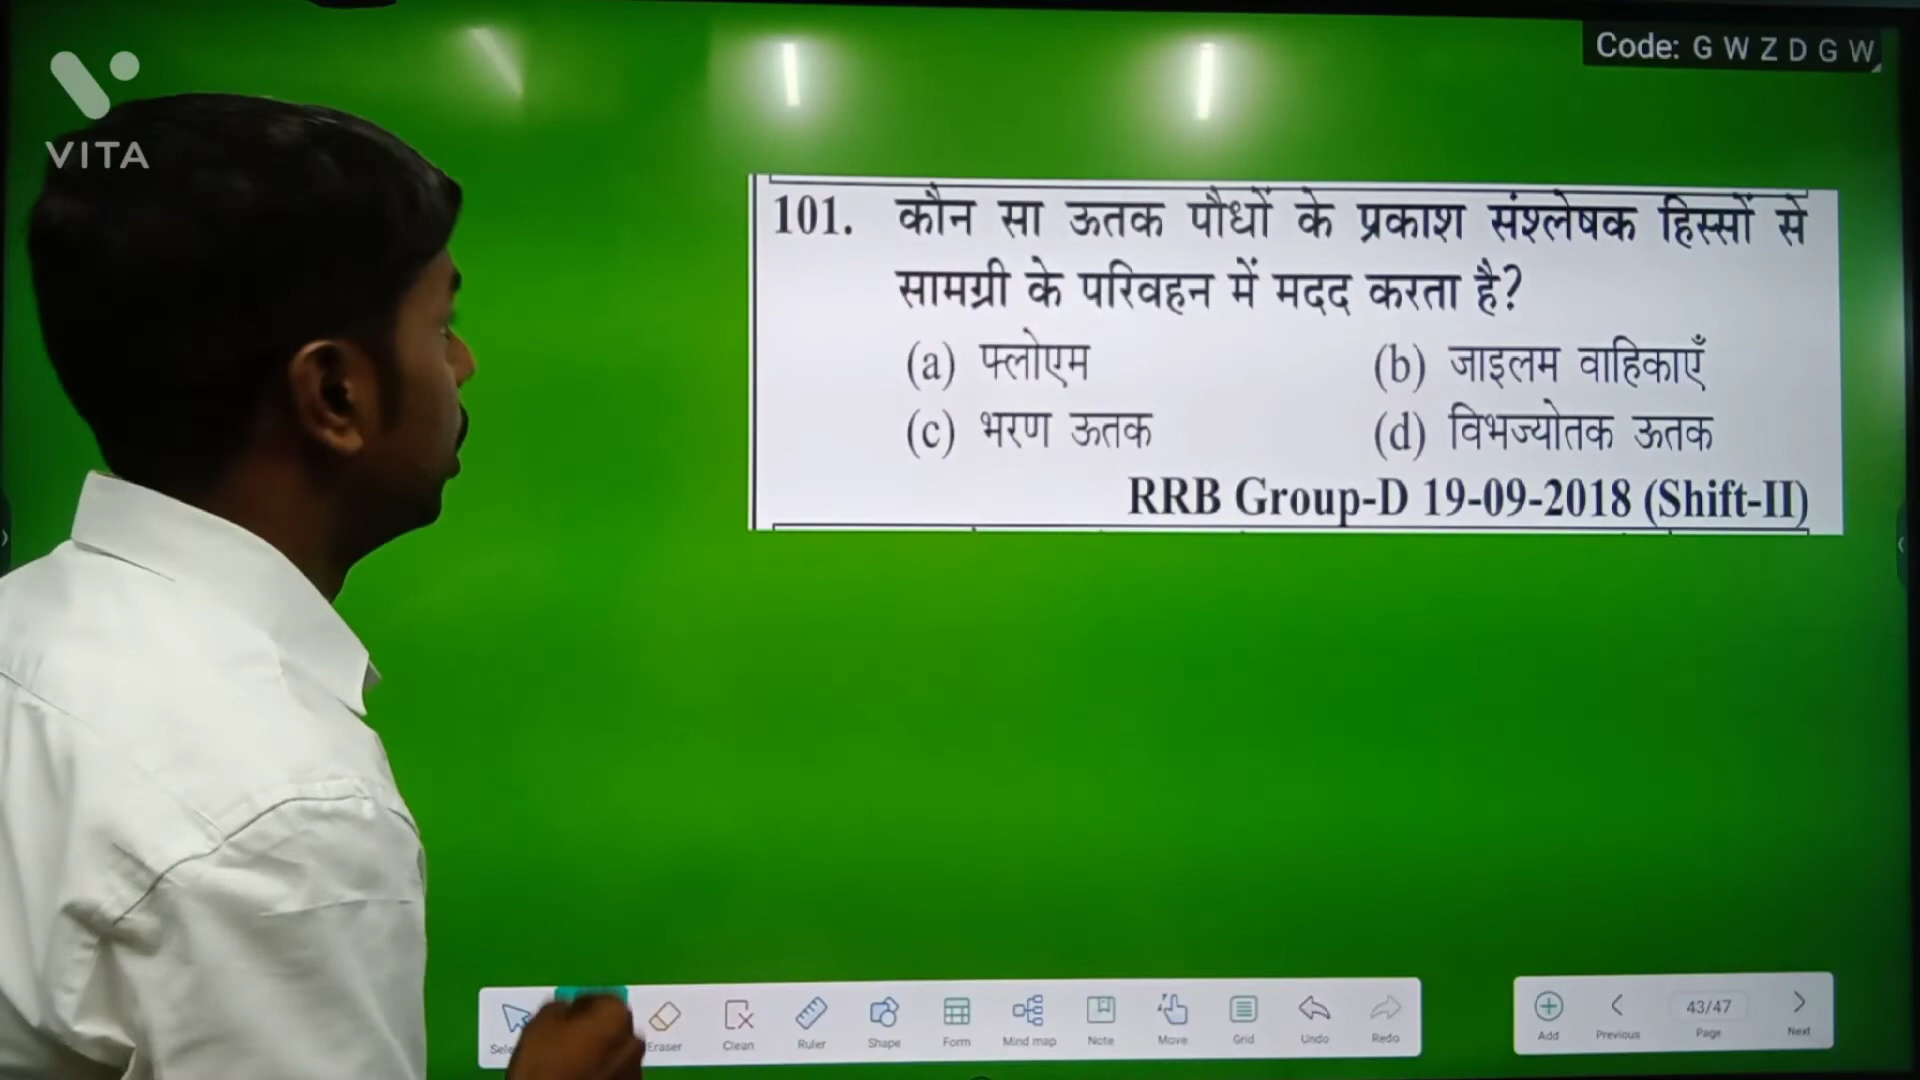 VITA
Code: G W Z D G W
101. कौन सा ऊतक पौधों के प्रकाश संश्लेषक हिस्सों से
सामग्री के परिवहन में मदद करता है?
(a) फ्लोएम (b) जाइलम वाहिकाएँ
(c) भरण ऊतक (d) विभज्योतक ऊतक
RRB Group-D 19-09-2018 (Shift-II)
Eraser Clean Ruler Shape Form Mind map Note Move Grid Undo Redo
Add Previous 43/47 Page Next